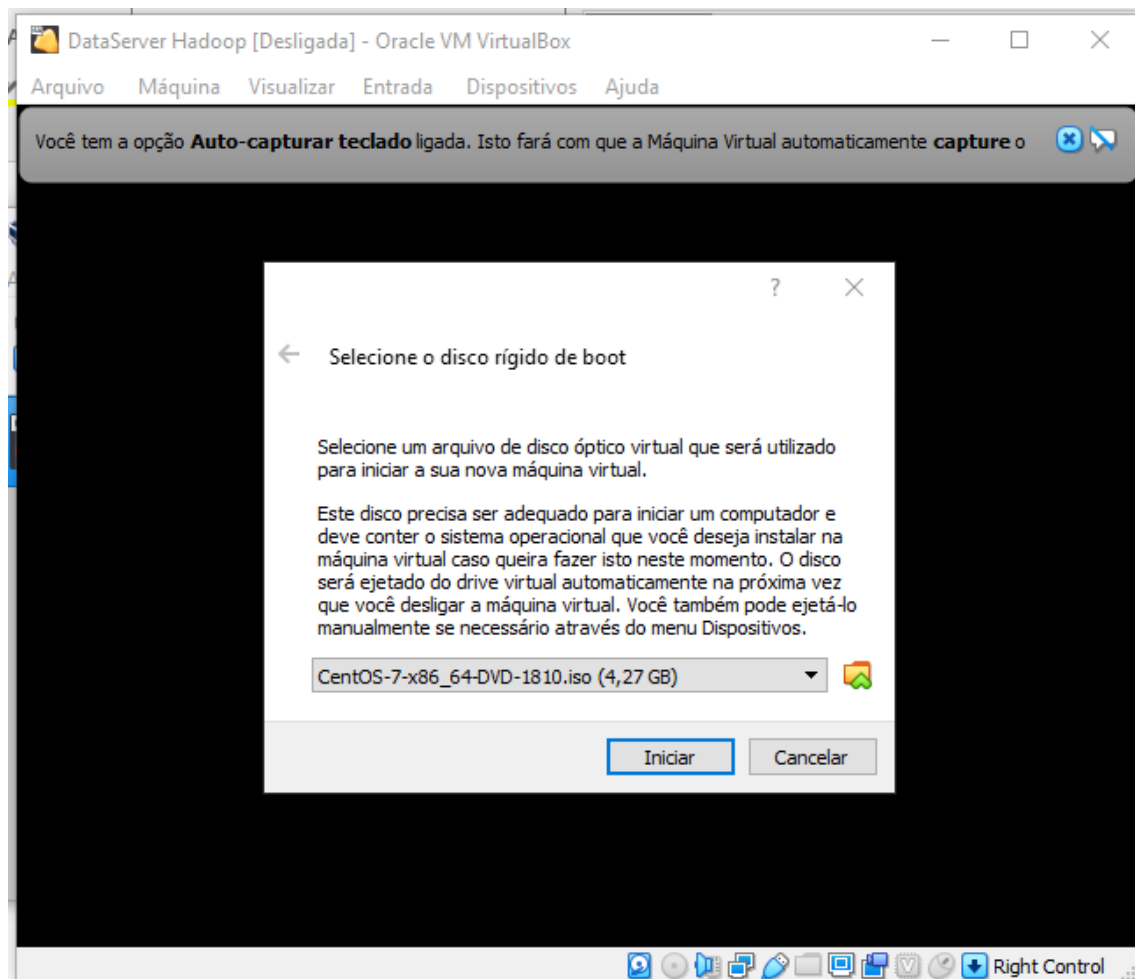 DataServer Hadoop [Desligada] - Oracle VM VirtualBox
Arquivo Máquina Visualizar Entrada Dispositivos Ajuda
Você tem a opção Auto-capturar teclado ligada. Isto fará com que a Máquina Virtual automaticamente capture o
?
Selecione o disco rígido de boot
Selecione um arquivo de disco óptico virtual que será utilizado
para iniciar a sua nova máquina virtual.
Este disco precisa ser adequado para iniciar um computador e
deve conter o sistema operacional que você deseja instalar na
máquina virtual caso queira fazer isto neste momento. O disco
será ejetado do drive virtual automaticamente na próxima vez
que você desligar a máquina virtual. Você também pode ejetá-lo
manualmente se necessário através do menu Dispositivos.
CentOS-7-x86_64-DVD-1810.iso (4,27 GB)
Iniciar Cancelar
Right Control